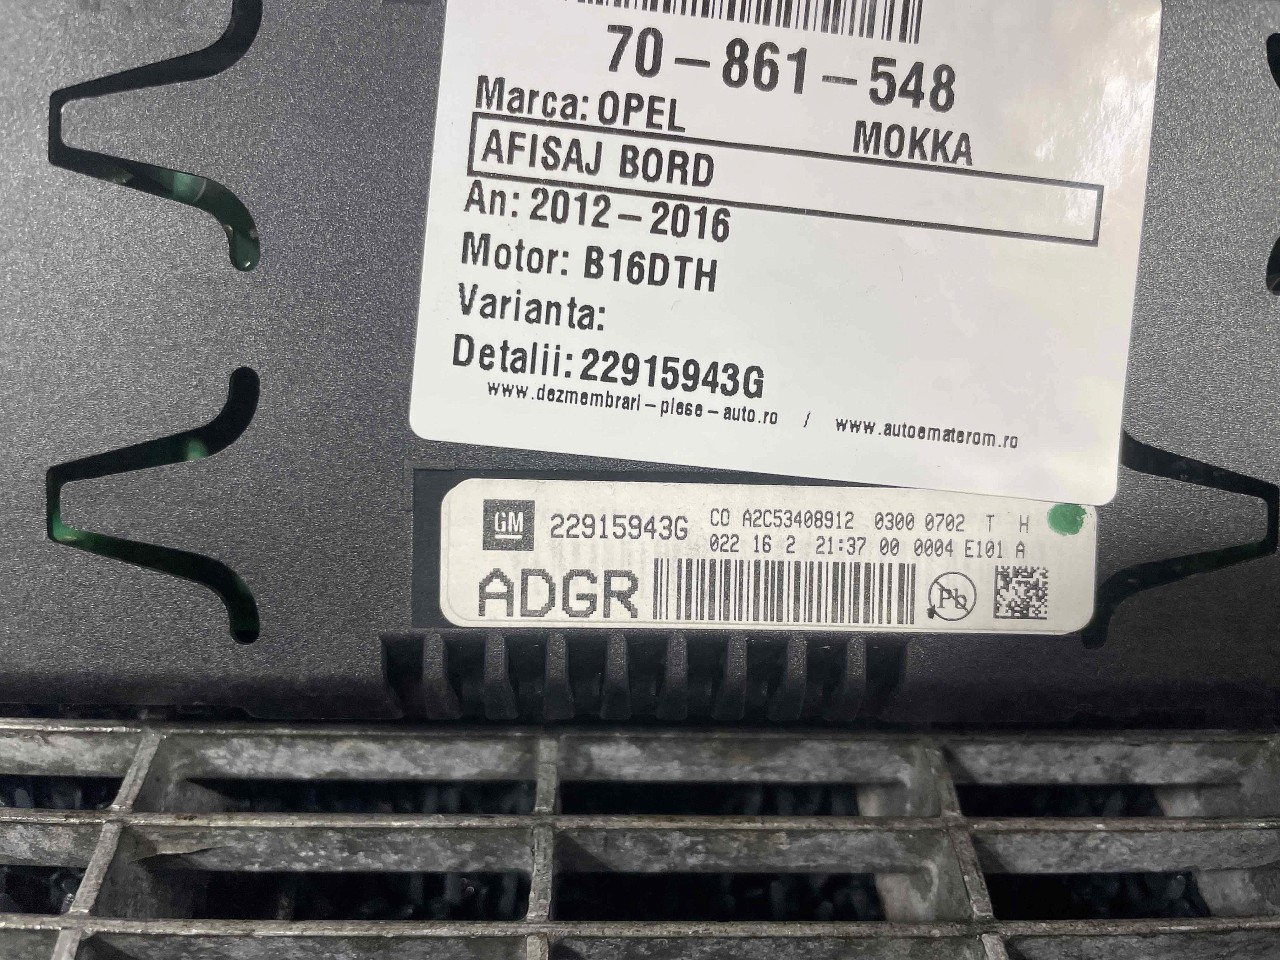 70-861-548
Marca: OPEL MOKKA
AFISAJ BORD
An: 2012-2016
Motor: B16DTH
Varianta:
Detalii: 22915943G
www.dezmembrari-piese-auto.ro / www.autoematerom.ro
GM 22915943G CO A2C53408912 0300 0702 T H
022 16 2 21:37 00 0004 E101 A
ADGR Pb